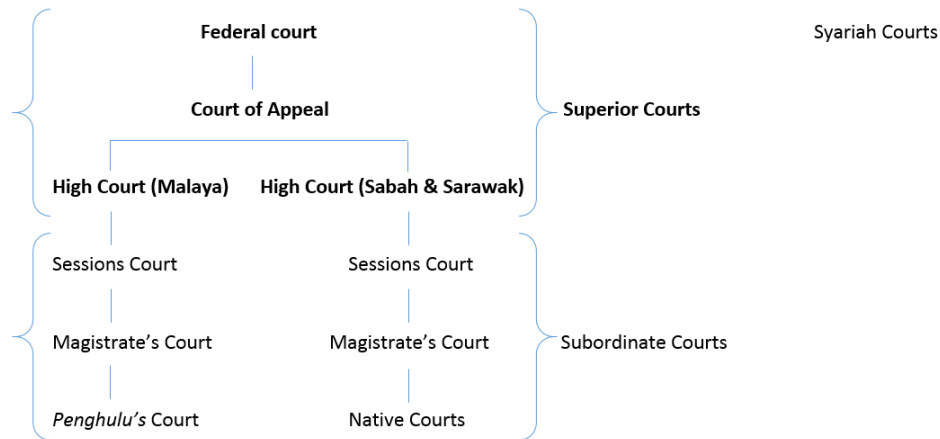 Federal court
Syariah Courts
Court of Appeal
Superior Courts
High Court (Malaya)
High Court (Sabah & Sarawak)
Sessions Court
Sessions Court
Magistrate’s Court
Magistrate’s Court
Subordinate Courts
Penghulu’s Court
Native Courts